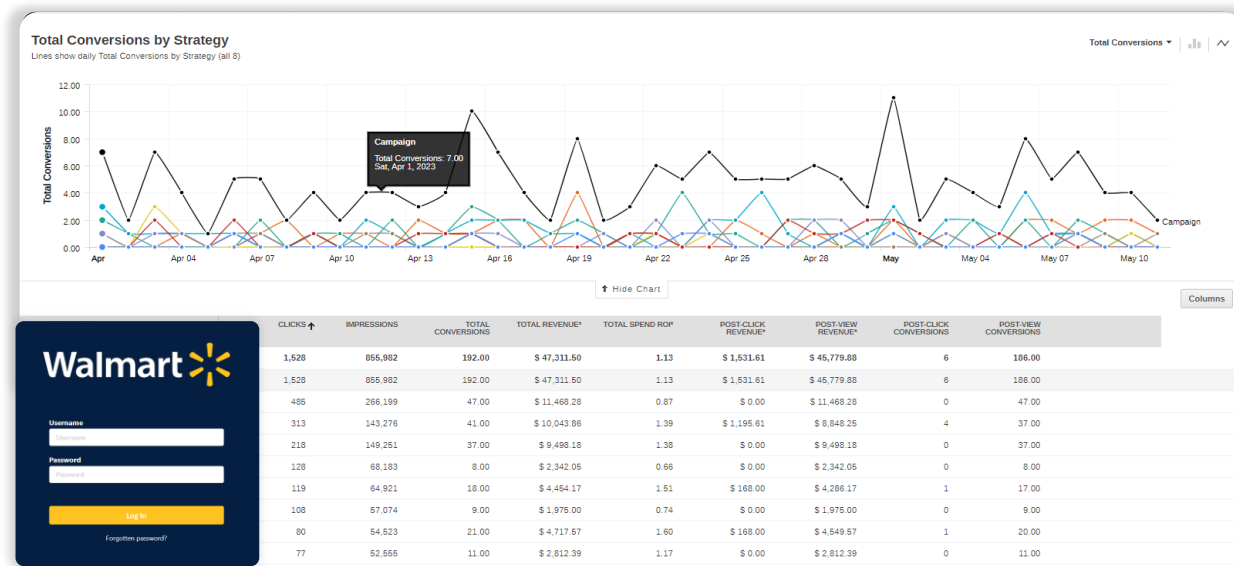 Total Conversions by Strategy
Lines show daily Total Conversions by Strategy (all 8)
Total Conversions
Total Conversions
12.00
10.00
8.00
6.00
4.00
2.00
0.00
Campaign
Total Conversions: 7.00
Sat, Apr 1, 2023
Campaign
Apr Apr 04 Apr 07 Apr 10 Apr 13 Apr 16 Apr 19 Apr 22 Apr 25 Apr 28 May May 04 May 07 May 10
Hide Chart
Columns
CLICKS IMPRESSIONS TOTAL CONVERSIONS TOTAL REVENUE* TOTAL SPEND ROI* POST-CLICK REVENUE* POST-VIEW REVENUE* POST-CLICK CONVERSIONS POST-VIEW CONVERSIONS
1,528 855,982 192.00 $ 47,311.50 1.13 $ 1,531.61 $ 45,779.88 6 186.00
1,528 855,982 192.00 $ 47,311.50 1.13 $ 1,531.61 $ 45,779.88 6 186.00
485 266,199 47.00 $ 11,468.28 0.87 $ 0.00 $ 11,468.28 0 47.00
313 143,276 41.00 $ 10,043.86 1.39 $ 1,195.61 $ 8,848.25 4 37.00
218 149,251 37.00 $ 9,498.18 1.38 $ 0.00 $ 9,498.18 0 37.00
128 68,183 8.00 $ 2,342.05 0.66 $ 0.00 $ 2,342.05 0 8.00
119 64,921 18.00 $ 4,454.17 1.51 $ 168.00 $ 4,286.17 1 17.00
108 57,074 9.00 $ 1,975.00 0.74 $ 0.00 $ 1,975.00 0 9.00
80 54,523 21.00 $ 4,717.57 1.60 $ 168.00 $ 4,549.57 1 20.00
77 52,555 11.00 $ 2,812.39 1.17 $ 0.00 $ 2,812.39 0 11.00
Walmart
Username
Username
Password
Password
Log In
Forgotten password?